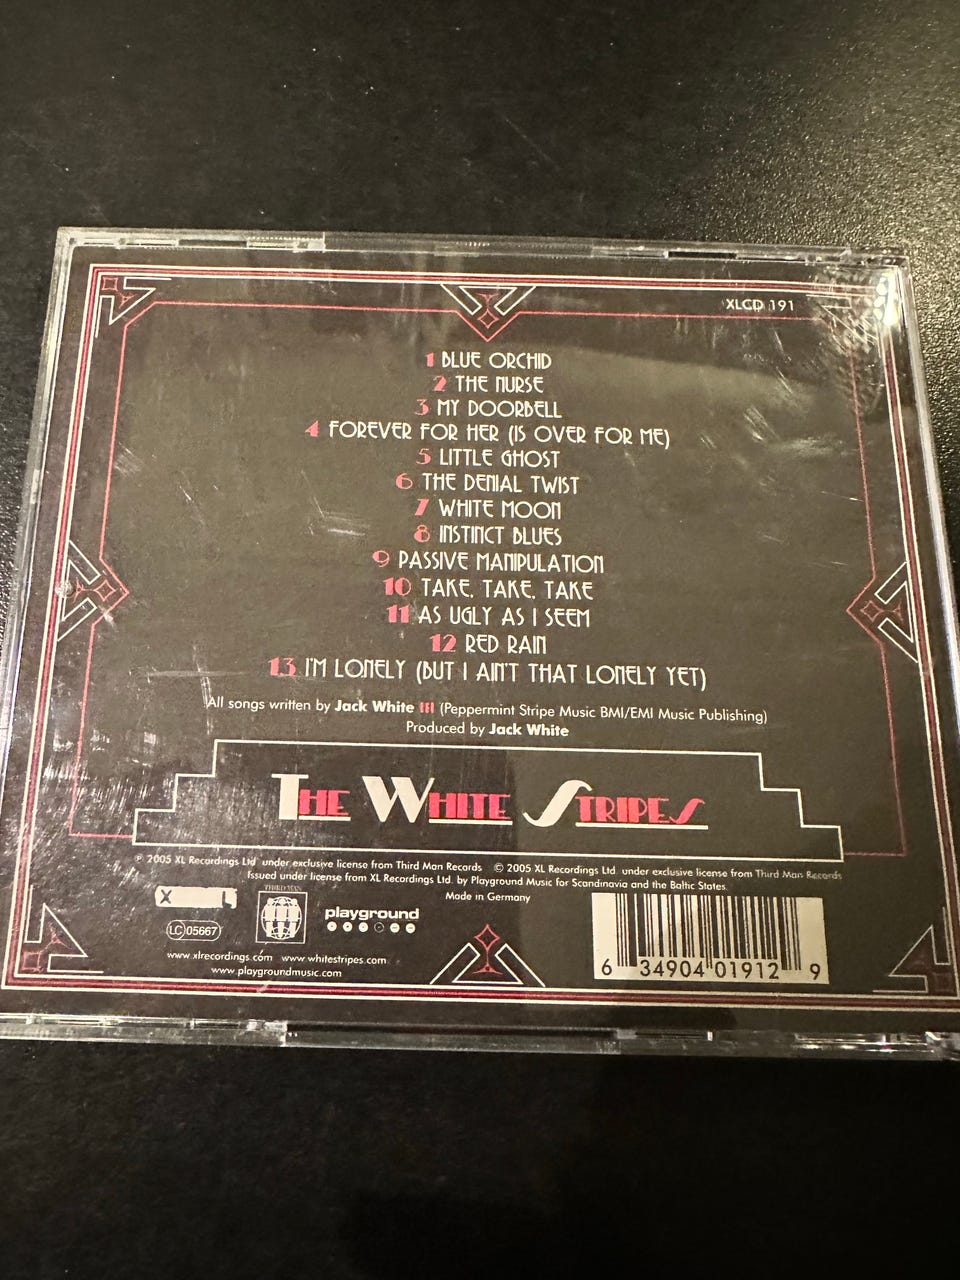 XLCD 191
1 BLUE ORCHID
2 THE NURSE
3 MY DOORBELL
4 FOREVER FOR HER (IS OVER FOR ME)
5 LITTLE GHOST
6 THE DENIAL TWIST
7 WHITE MOON
8 INSTINCT BLUES
9 PASSIVE MANIPULATION
10 TAKE, TAKE, TAKE
11 AS UGLY AS I SEEM
12 RED RAIN
13 I'M LONELY (BUT I AIN'T THAT LONELY YET)
All songs written by Jack White III (Peppermint Stripe Music BMI/EMI Music Publishing)
Produced by Jack White
THE WHITE STRIPES
℗ 2005 XL Recordings Ltd under exclusive license from Third Man Records © 2005 XL Recordings Ltd. under exclusive license from Third Man Records
Issued under license from XL Recordings Ltd. by Playground Music for Scandinavia and the Baltic States.
Made in Germany
THIRD MAN
playground
LC 05667
www.xlrecordings.com www.whitestripes.com
www.playgroundmusic.com
6 34904 01912 9